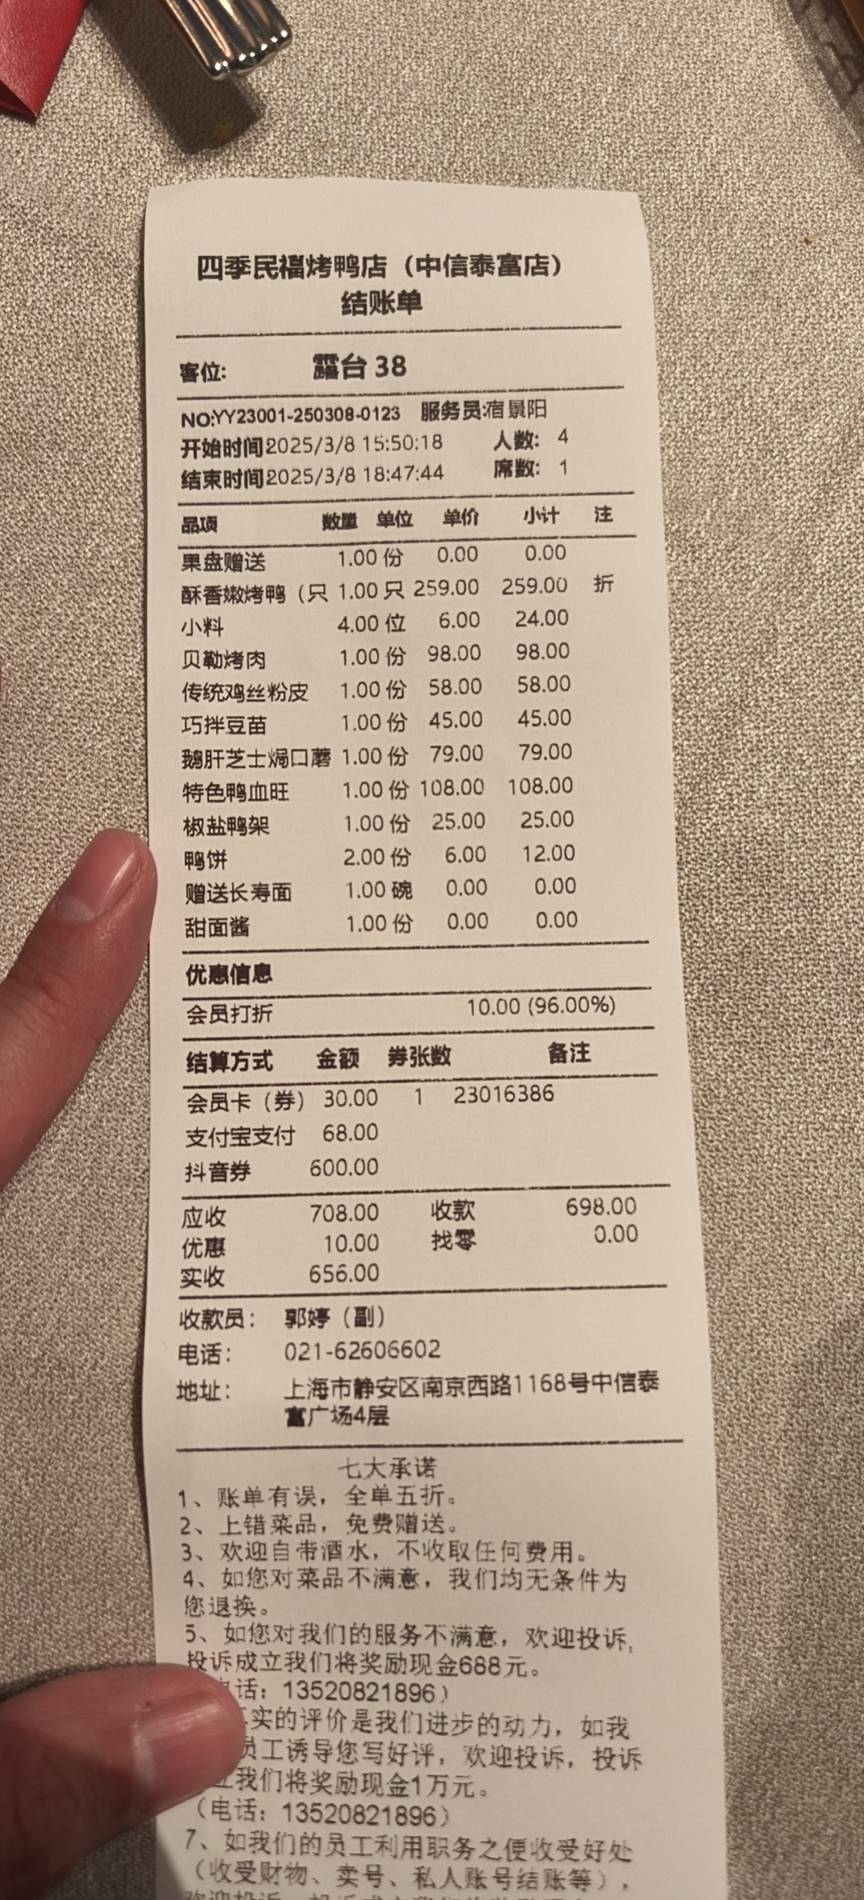 四季民福烤鸭店（中信泰富店）
结账单
客位： 露台 38
NO:YY23001-250308-0123 服务员:宿景阳
开始时间2025/3/8 15:50:18 人数： 4
结束时间2025/3/8 18:47:44 席数： 1
品项 数量 单位 单价 小计 注
果盘赠送 1.00 份 0.00 0.00
酥香嫩烤鸭（只 1.00 只 259.00 259.00 折
小料 4.00 位 6.00 24.00
贝勒烤肉 1.00 份 98.00 98.00
传统鸡丝粉皮 1.00 份 58.00 58.00
巧拌豆苗 1.00 份 45.00 45.00
鹅肝芝士焗口蘑 1.00 份 79.00 79.00
特色鸭血旺 1.00 份 108.00 108.00
椒盐鸭架 1.00 份 25.00 25.00
鸭饼 2.00 份 6.00 12.00
赠送长寿面 1.00 碗 0.00 0.00
甜面酱 1.00 份 0.00 0.00
优惠信息
会员打折 10.00 (96.00%)
结算方式 金额 券张数 备注
会员卡（券） 30.00 1 23016386
支付宝支付 68.00
抖音券 600.00
应收 708.00 收款 698.00
优惠 10.00 找零 0.00
实收 656.00
收款员： 郭婷（副）
电话： 021-62606602
地址： 上海市静安区南京西路1168号中信泰
富广场4层
七大承诺
1、账单有误，全单五折。
2、上错菜品，免费赠送。
3、欢迎自带酒水，不收取任何费用。
4、如您对菜品不满意，我们均无条件为
您退换。
5、如您对我们的服务不满意，欢迎投诉，
投诉成立我们将奖励现金688元。
话：13520821896）
实的评价是我们进步的动力，如我
员工诱导您写好评，欢迎投诉，投诉
立我们将奖励现金1万元。
（电话：13520821896）
7、如我们的员工利用职务之便收受好处
（收受财物、卖号、私人账号结账等），